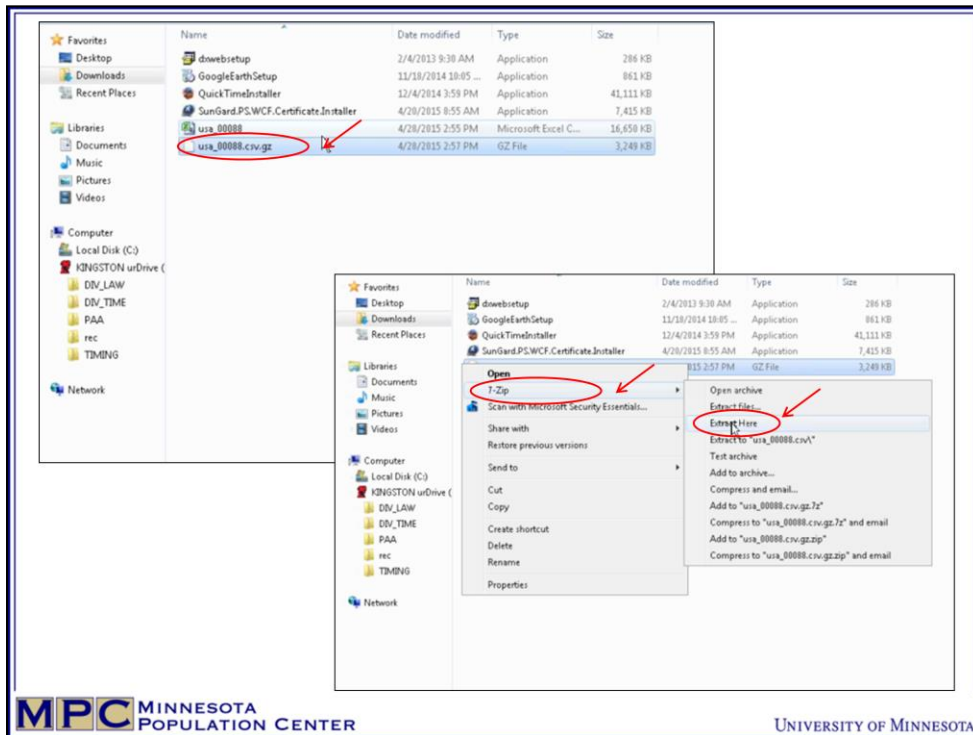 Name Date modified Type Size
Favorites
Desktop
Downloads
Recent Places
Libraries
Documents
Music
Pictures
Videos
Computer
Local Disk (C:)
KINGSTON urDrive (
DIV_LAW
DIV_TIME
PAA
rec
TIMING
Network
dxwebsetup 2/4/2013 9:30 AM Application 286 KB
GoogleEarthSetup 11/18/2014 10:05 ... Application 861 KB
QuickTimeInstaller 12/4/2014 3:59 PM Application 41,111 KB
SunGard.PS.WCF.Certificate.Installer 4/20/2015 8:55 AM Application 7,415 KB
usa_00088 4/28/2015 2:55 PM Microsoft Excel C... 16,650 KB
usa_00088.csv.gz 4/28/2015 2:57 PM GZ File 3,249 KB
Name Date modified Type Size
Favorites
Desktop
Downloads
Recent Places
Libraries
Documents
Music
Pictures
Videos
Computer
Local Disk (C:)
KINGSTON urDrive (
DIV_LAW
DIV_TIME
PAA
rec
TIMING
Network
dxwebsetup 2/4/2013 9:30 AM Application 286 KB
GoogleEarthSetup 11/18/2014 10:05 ... Application 861 KB
QuickTimeInstaller 12/4/2014 3:59 PM Application 41,111 KB
SunGard.PS.WCF.Certificate.Installer 4/20/2015 8:55 AM Application 7,415 KB
2:57 PM GZ File 3,249 KB
Open
7-Zip
Scan with Microsoft Security Essentials...
Share with
Restore previous versions
Send to
Cut
Copy
Create shortcut
Delete
Rename
Properties
Open archive
Extract files...
Extract Here
Extract to "usa_00088.csv\"
Test archive
Add to archive...
Compress and email...
Add to "usa_00088.csv.gz.7z"
Compress to "usa_00088.csv.gz.7z" and email
Add to "usa_00088.csv.gz.zip"
Compress to "usa_00088.csv.gz.zip" and email
MPC MINNESOTA
POPULATION CENTER
UNIVERSITY OF MINNESOTA